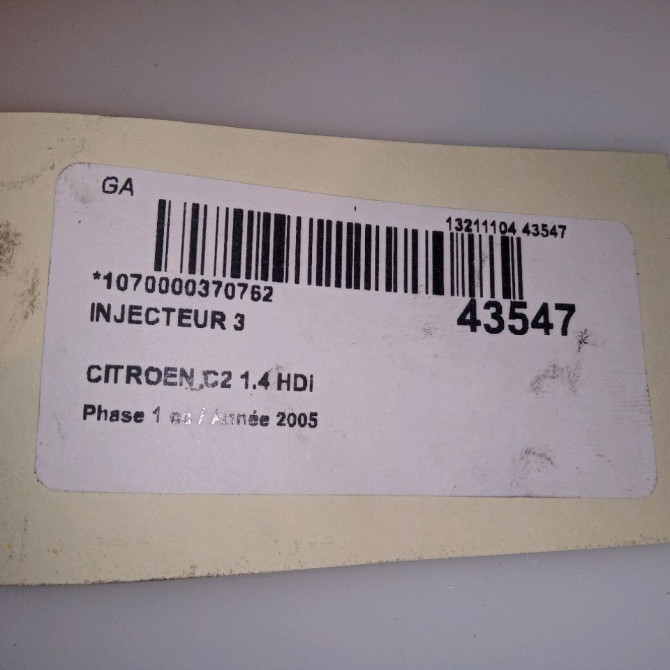 GA
13211104 43547
*1070000370762
43547
INJECTEUR 3
CITROEN C2 1.4 HDi
Phase 1 / Année 2005